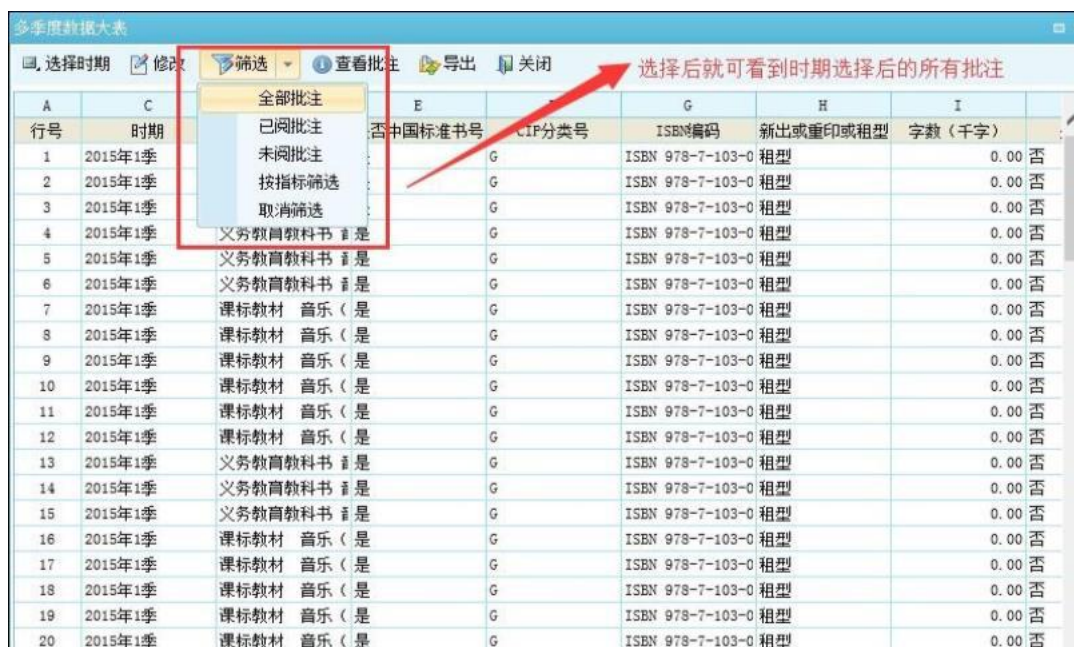 多季度数据大表
选择时期 修改 筛选 查看批注 导出 关闭
选择后就可看到时期选择后的所有批注
全部批注
已阅批注
未阅批注
按指标筛选
取消筛选
A C E G H I
行号 时期 否中国标准书号 CIP分类号 ISBN编码 新出或重印或租型 字数（千字）
1 2015年1季 G ISBN 978-7-103-0 租型 0.00 否
2 2015年1季 G ISBN 978-7-103-0 租型 0.00 否
3 2015年1季 G ISBN 978-7-103-0 租型 0.00 否
4 2015年1季 义务教育教科书 是 G ISBN 978-7-103-0 租型 0.00 否
5 2015年1季 义务教育教科书 是 G ISBN 978-7-103-0 租型 0.00 否
6 2015年1季 义务教育教科书 是 G ISBN 978-7-103-0 租型 0.00 否
7 2015年1季 课标教材 音乐（ 是 G ISBN 978-7-103-0 租型 0.00 否
8 2015年1季 课标教材 音乐（ 是 G ISBN 978-7-103-0 租型 0.00 否
9 2015年1季 课标教材 音乐（ 是 G ISBN 978-7-103-0 租型 0.00 否
10 2015年1季 课标教材 音乐（ 是 G ISBN 978-7-103-0 租型 0.00 否
11 2015年1季 课标教材 音乐（ 是 G ISBN 978-7-103-0 租型 0.00 否
12 2015年1季 课标教材 音乐（ 是 G ISBN 978-7-103-0 租型 0.00 否
13 2015年1季 义务教育教科书 是 G ISBN 978-7-103-0 租型 0.00 否
14 2015年1季 义务教育教科书 是 G ISBN 978-7-103-0 租型 0.00 否
15 2015年1季 义务教育教科书 是 G ISBN 978-7-103-0 租型 0.00 否
16 2015年1季 课标教材 音乐（ 是 G ISBN 978-7-103-0 租型 0.00 否
17 2015年1季 课标教材 音乐（ 是 G ISBN 978-7-103-0 租型 0.00 否
18 2015年1季 课标教材 音乐（ 是 G ISBN 978-7-103-0 租型 0.00 否
19 2015年1季 课标教材 音乐（ 是 G ISBN 978-7-103-0 租型 0.00 否
20 2015年1季 课标教材 音乐（ 是 G ISBN 978-7-103-0 租型 0.00 否